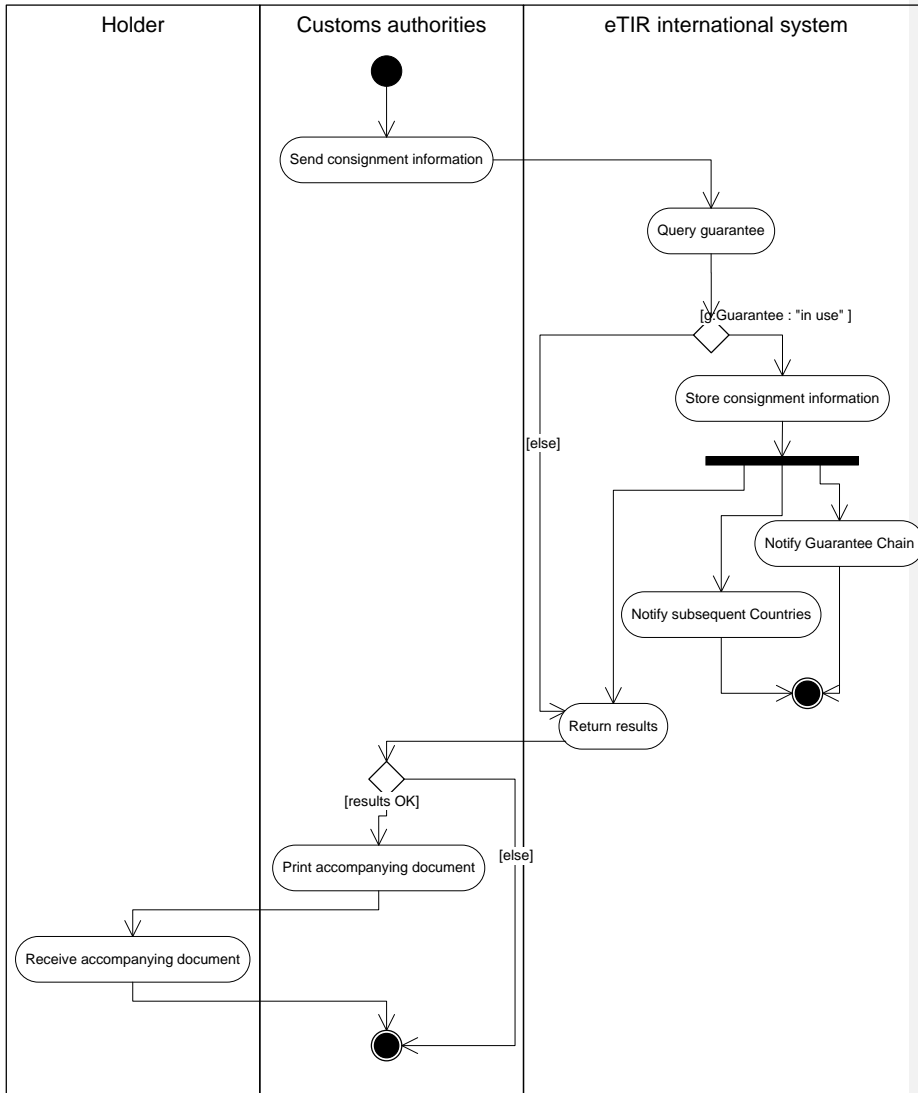 Holder
Customs authorities
eTIR international system
Send consignment information
Query guarantee
[g:Guarantee : "in use" ]
Store consignment information
[else]
Notify Guarantee Chain
Notify subsequent Countries
Return results
[results OK]
[else]
Print accompanying document
Receive accompanying document